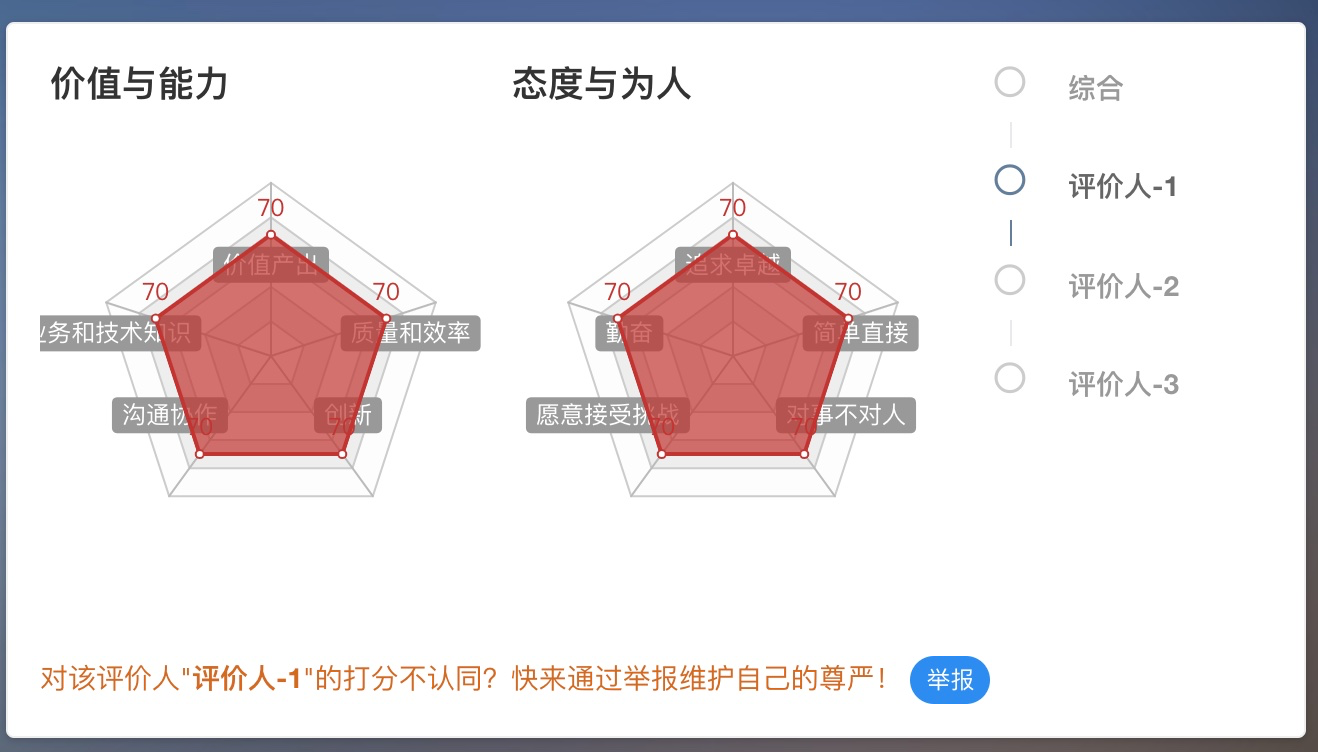 价值与能力
态度与为人
综合
评价人-1
评价人-2
评价人-3
70
价值产出
70
70
业务和技术知识
质量和效率
沟通协作
创新
70
70
70
追求卓越
70
70
勤奋
简单直接
愿意接受挑战
对事不对人
70
70
对该评价人"评价人-1"的打分不认同？快来通过举报维护自己的尊严！
举报